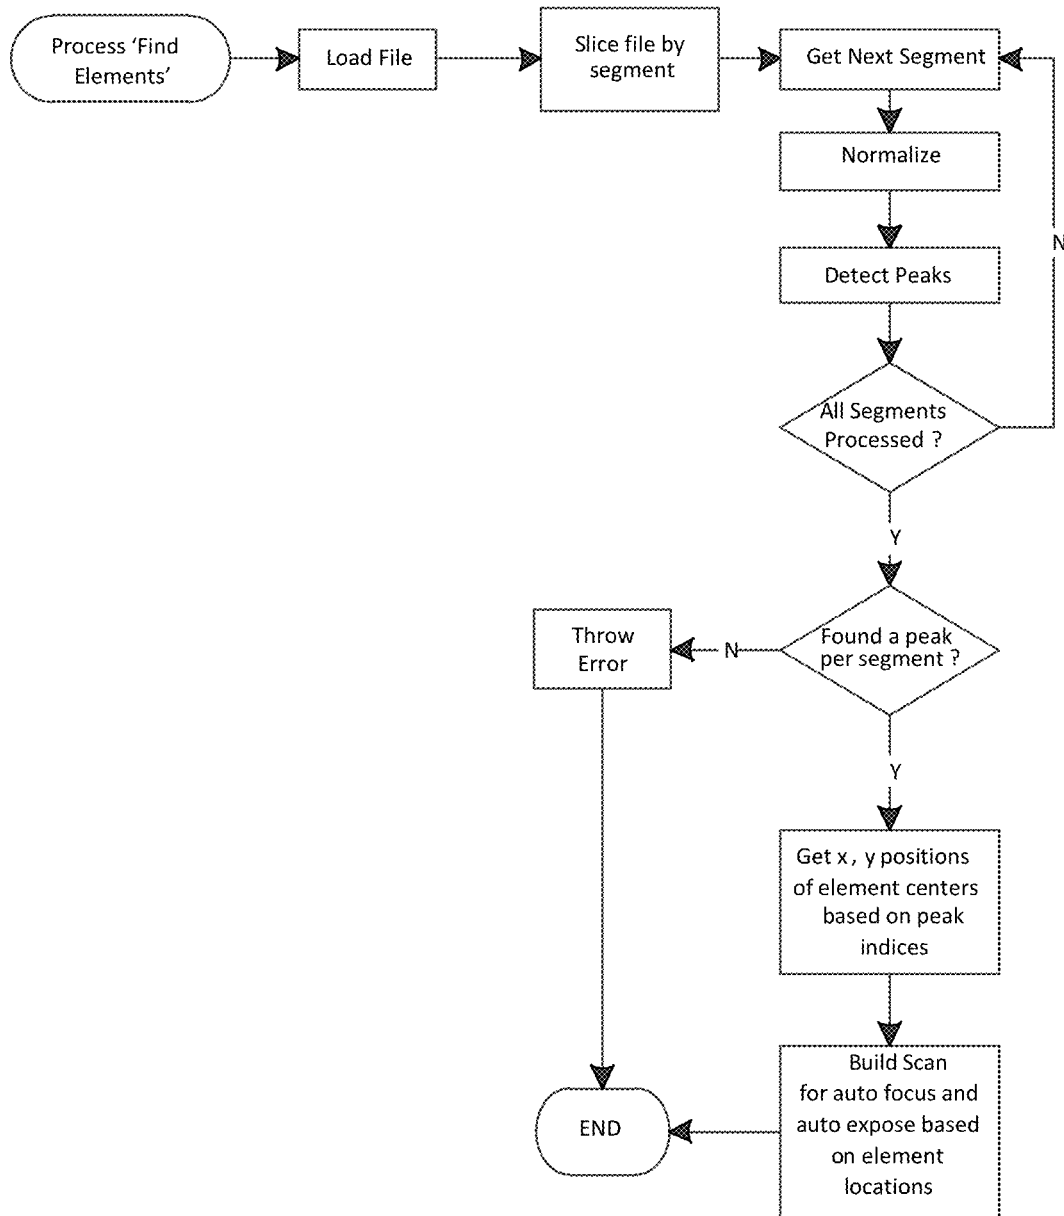 Process ‘Find
Elements’
Load File
Slice file by
segment
Get Next Segment
Normalize
N
Detect Peaks
All Segments
Processed ?
Y
Found a peak
per segment ?
N
Throw
Error
Y
Get x, y positions
of element centers
based on peak
indices
Build Scan
for auto focus and
auto expose based
on element
locations
END